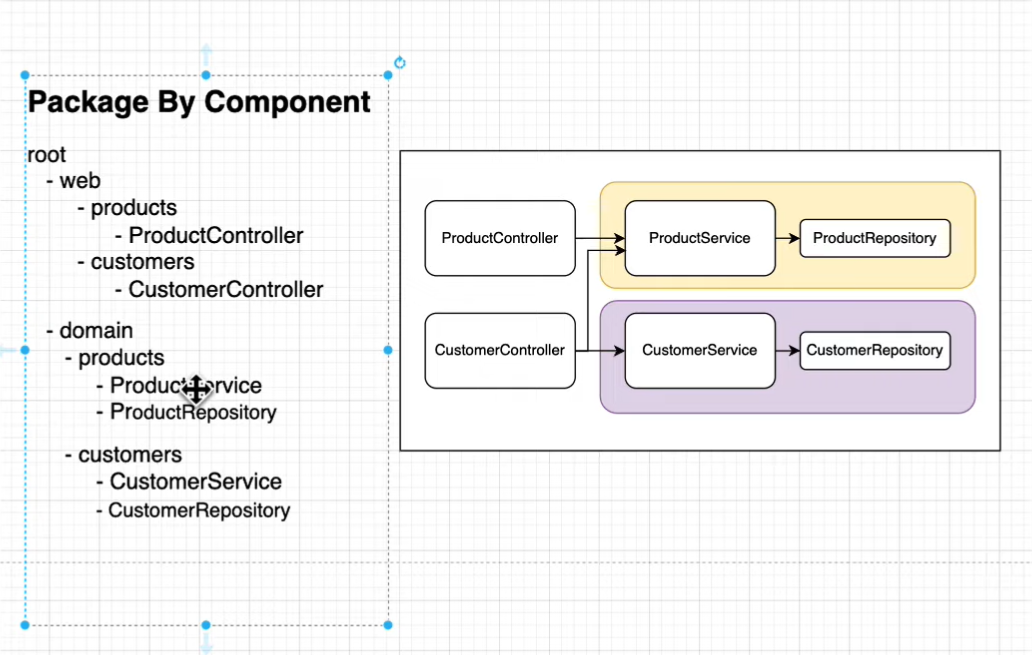 Package By Component
root
- web
- products
- ProductController
- customers
- CustomerController
- domain
- products
- ProductService
- ProductRepository
- customers
- CustomerService
- CustomerRepository
ProductController
ProductService
ProductRepository
CustomerController
CustomerService
CustomerRepository